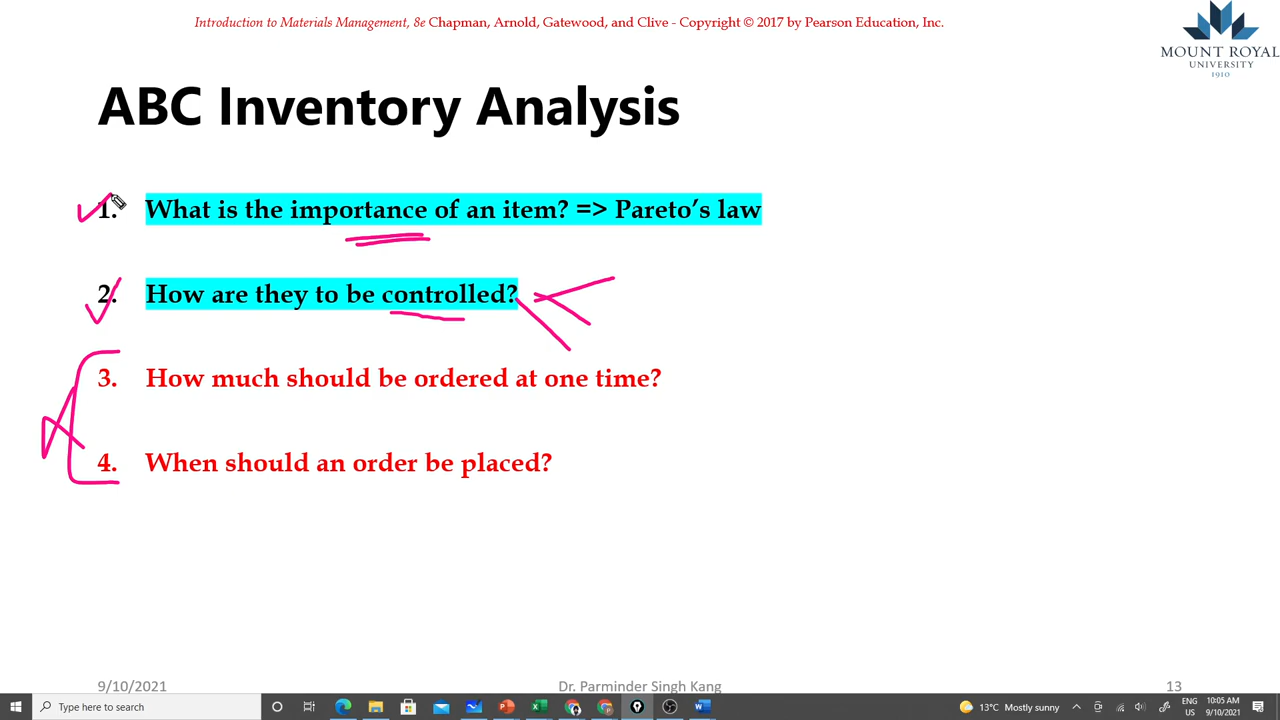 Introduction to Materials Management, 8e Chapman, Arnold, Gatewood, and Clive - Copyright © 2017 by Pearson Education, Inc.
MOUNT ROYAL
UNIVERSITY
1910
ABC Inventory Analysis
1. What is the importance of an item? => Pareto’s law
2. How are they to be controlled?
3. How much should be ordered at one time?
4. When should an order be placed?
9/10/2021 Dr. Parminder Singh Kang 13
Type here to search
13°C Mostly sunny
ENG
US
10:05 AM
9/10/2021